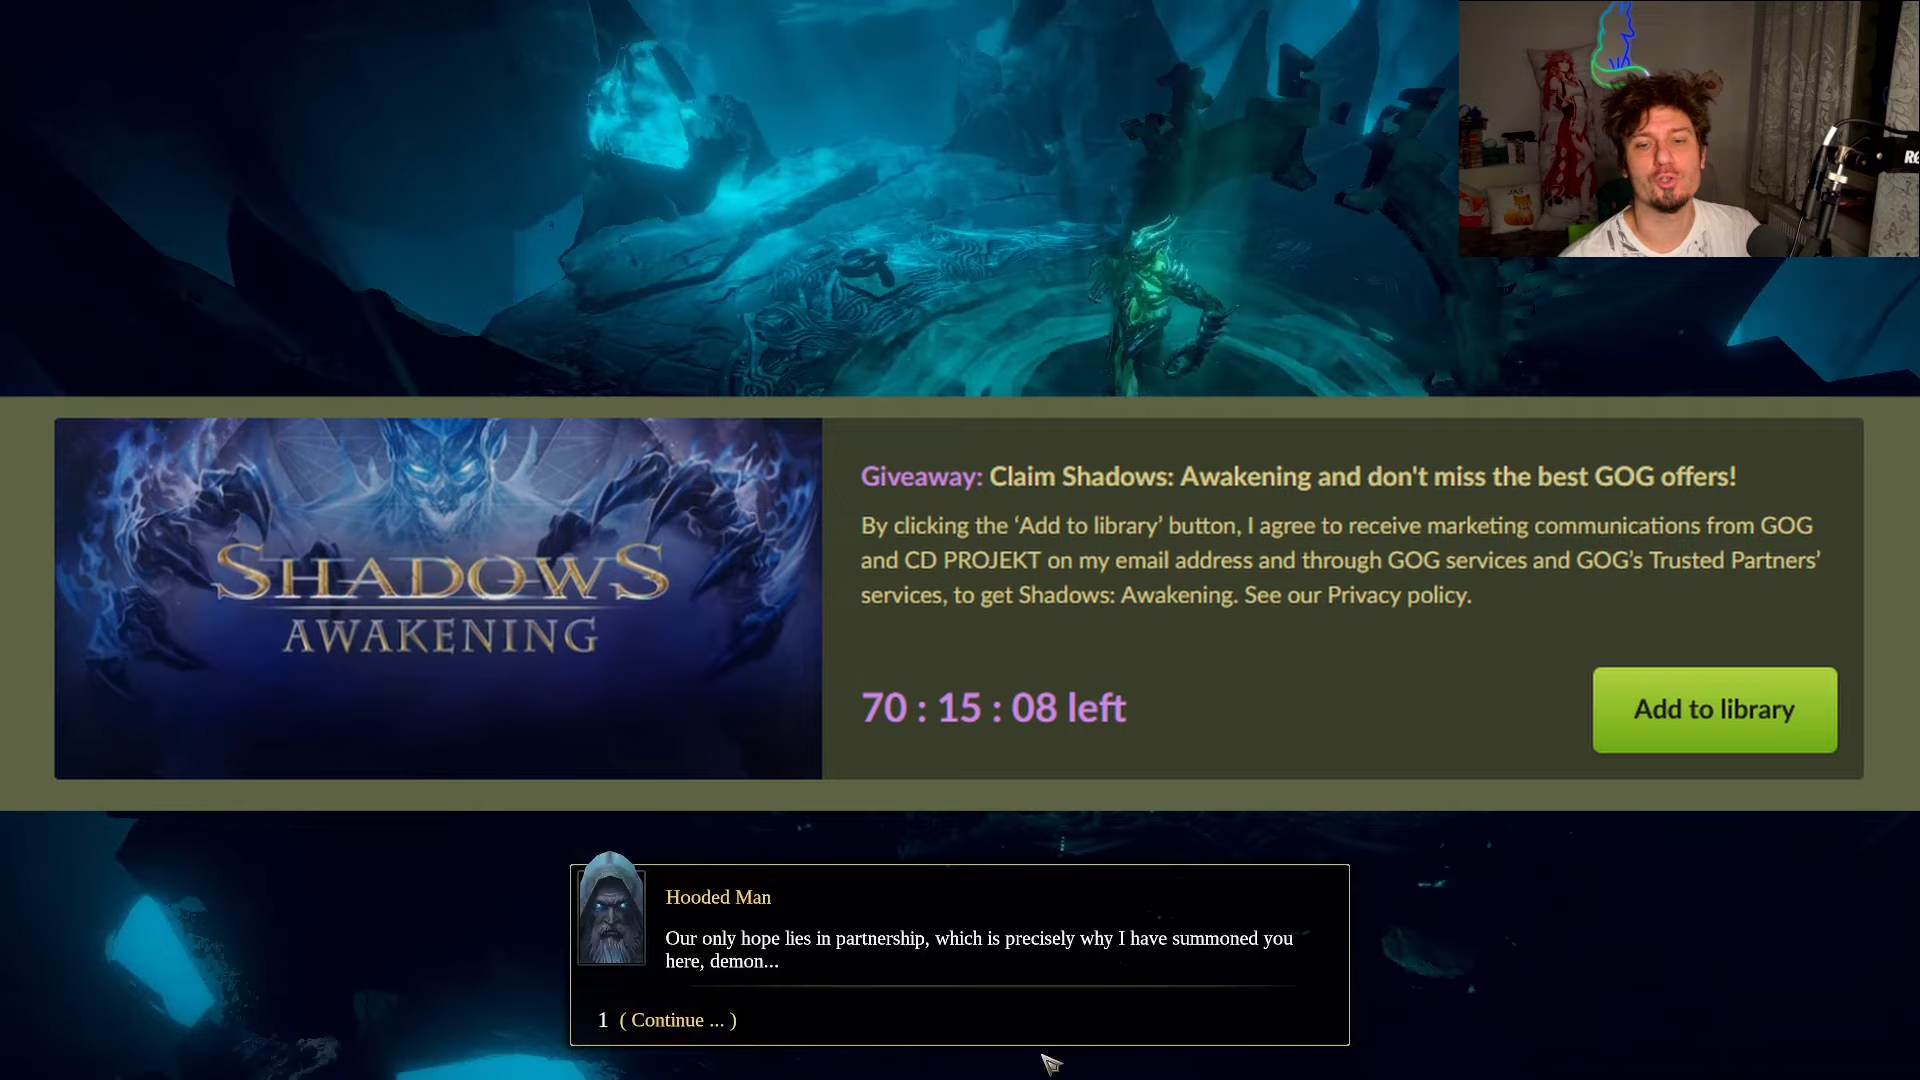 JAS
Giveaway: Claim Shadows: Awakening and don't miss the best GOG offers!
By clicking the ‘Add to library’ button, I agree to receive marketing communications from GOG
and CD PROJEKT on my email address and through GOG services and GOG’s Trusted Partners’
services, to get Shadows: Awakening. See our Privacy policy.
SHADOWS
AWAKENING
70 : 15 : 08 left
Add to library
Hooded Man
Our only hope lies in partnership, which is precisely why I have summoned you
here, demon...
1 ( Continue ... )